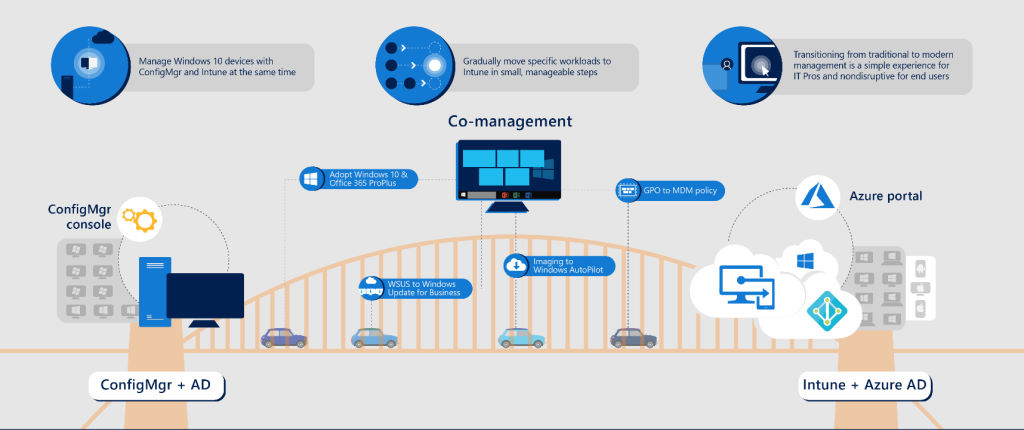 Manage Windows 10 devices with
ConfigMgr and Intune at the same time
Gradually move specific workloads to
Intune in small, manageable steps
Transitioning from traditional to modern
management is a simple experience for
IT Pros and nondisruptive for end users
Co-management
Adopt Windows 10 &
Office 365 ProPlus
GPO to MDM policy
ConfigMgr
console
Azure portal
Imaging to
Windows AutoPilot
WSUS to Windows
Update for Business
ConfigMgr + AD
Intune + Azure AD